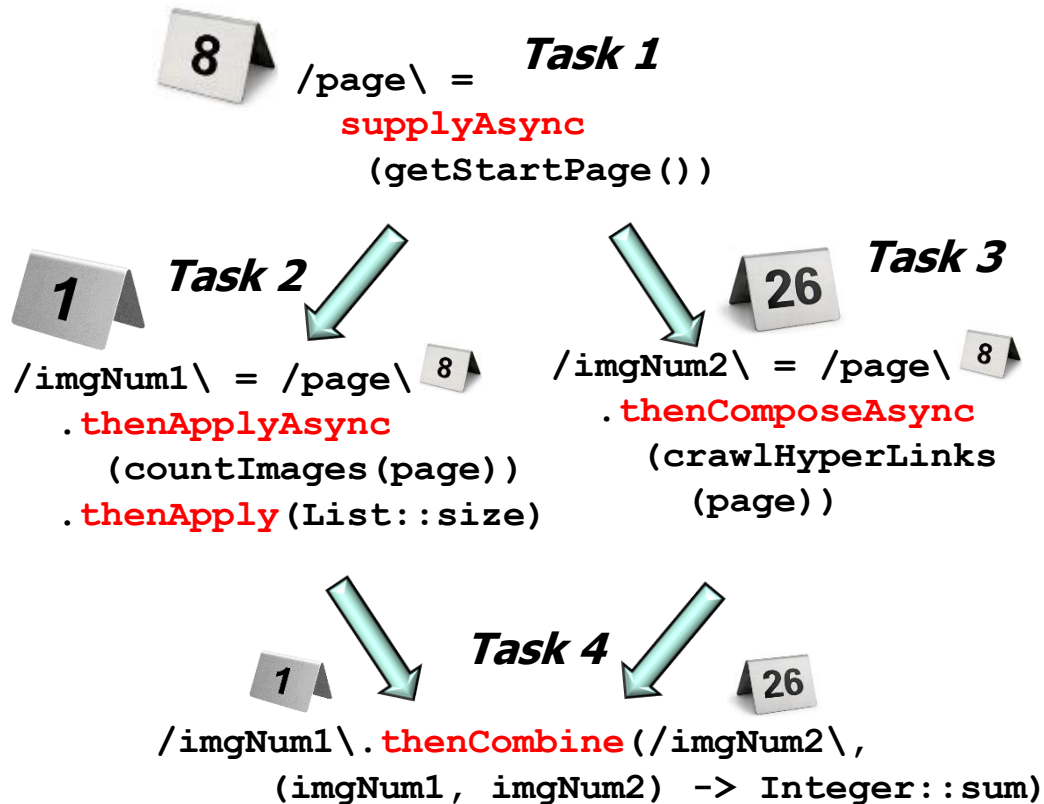 8
Task 1
/page\ =
supplyAsync
(getStartPage())
1
Task 2
/imgNum1\ = /page\ 8
.thenApplyAsync
(countImages(page))
.thenApply(List::size)
26
Task 3
/imgNum2\ = /page\ 8
.thenComposeAsync
(crawlHyperLinks
(page))
Task 4
1
26
/imgNum1\.thenCombine(/imgNum2\,
(imgNum1, imgNum2) -> Integer::sum)